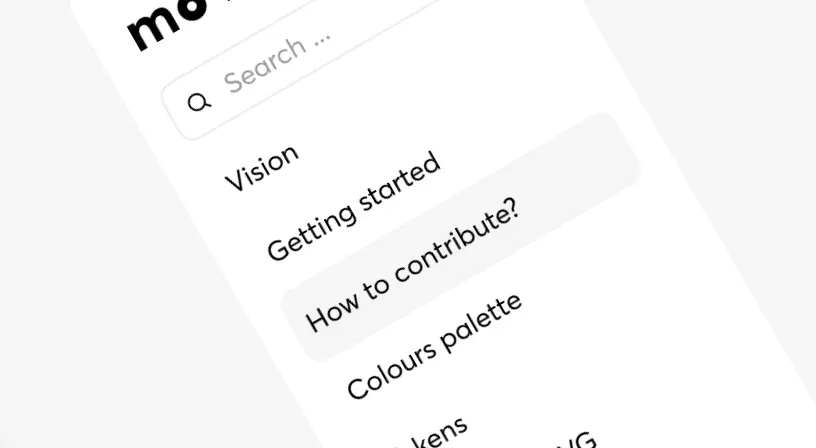 Search ...
Vision
Getting started
How to contribute?
Colours palette